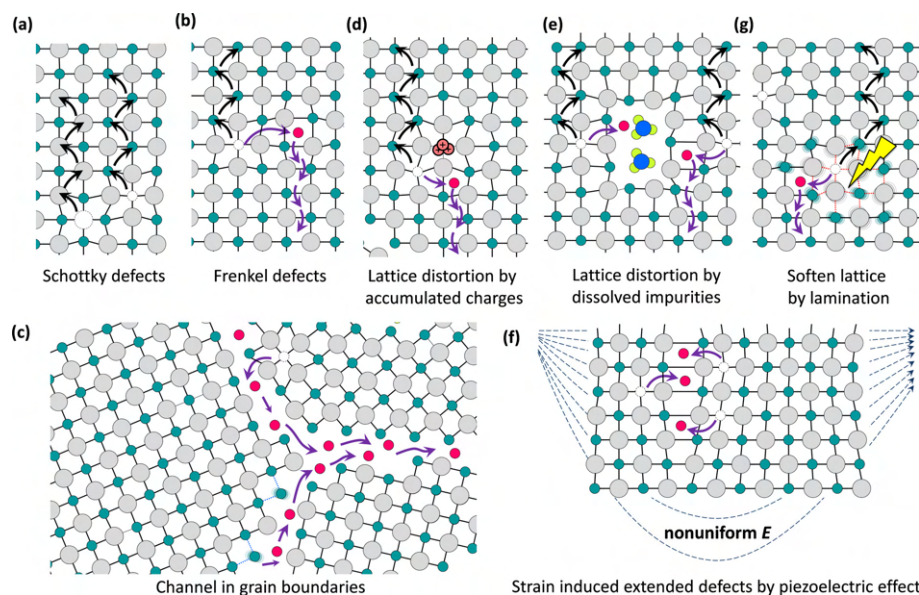 (a)
(b)
(d)
(e)
(g)
Schottky defects
Frenkel defects
Lattice distortion by
accumulated charges
Lattice distortion by
dissolved impurities
Soften lattice
by lamination
(c)
(f)
nonuniform E
Channel in grain boundaries
Strain induced extended defects by piezoelectric effect